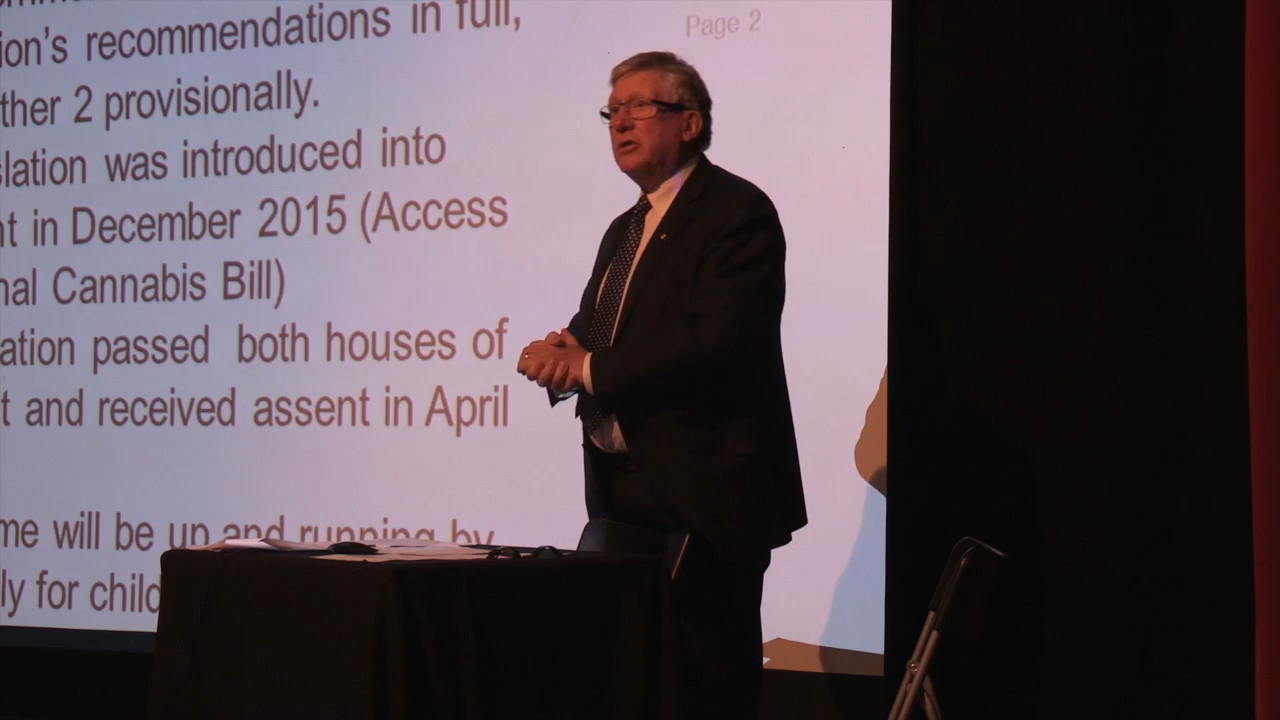 Page 2
ion's recommendations in full,
ther 2 provisionally.
lation was introduced into
t in December 2015 (Access
nal Cannabis Bill)
ation passed both houses of
t and received assent in April
me will be up and running by
ly for child